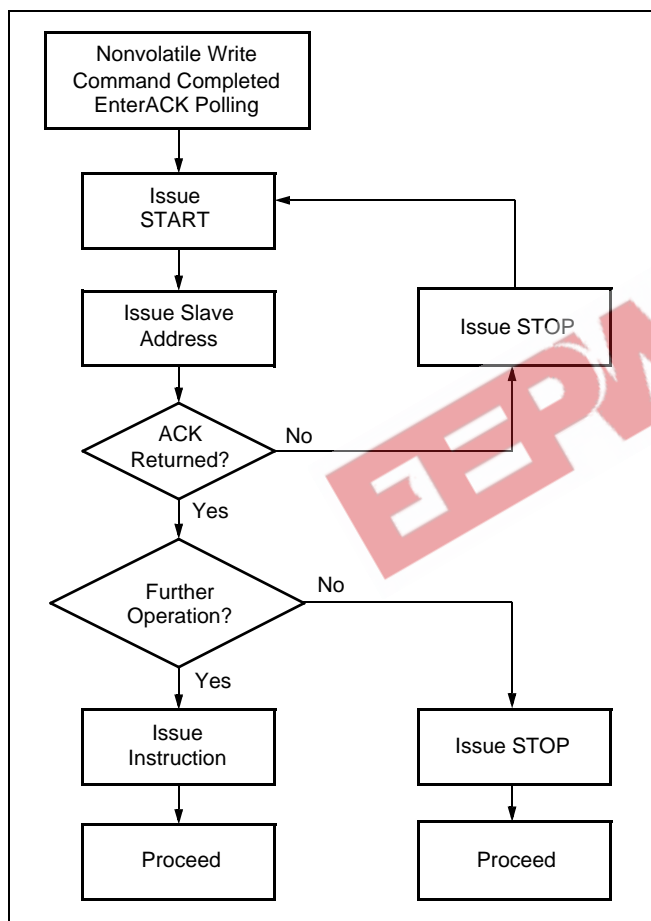 Nonvolatile Write
Command Completed
EnterACK Polling
Issue
START
Issue Slave
Address
Issue STOP
ACK
Returned?
No
Yes
Further
Operation?
No
Yes
Issue
Instruction
Issue STOP
Proceed
Proceed
EEPW